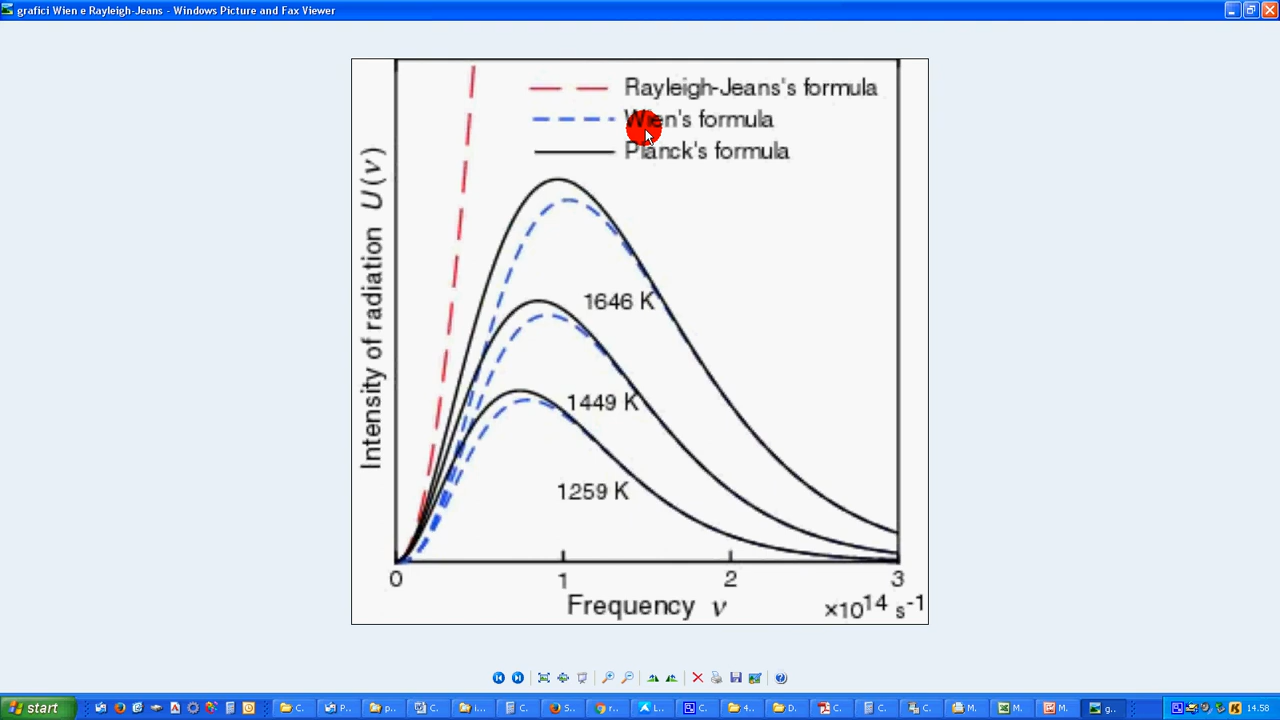 grafici Wien e Rayleigh-Jeans - Windows Picture and Fax Viewer
Rayleigh-Jeans's formula
Wien's formula
Planck's formula
Intensity of radiation U(ν)
1646 K
1449 K
1259 K
0 1 2 3
Frequency ν
×10¹⁴ s⁻¹
start
C...
P...
p...
C...
I...
C...
S...
r...
L...
C...
4...
D...
C...
C...
C...
M...
M...
M...
g...
14.58